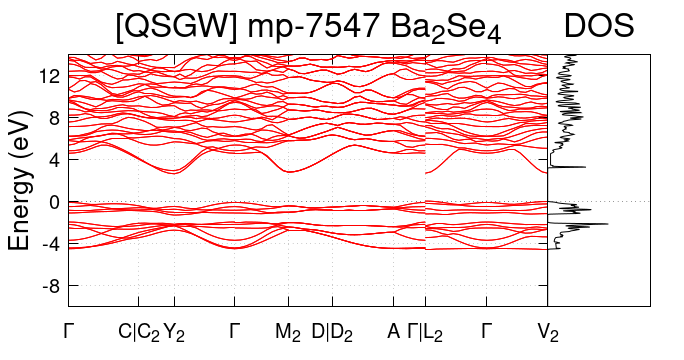 [QSGW] mp-7547 Ba₂Se₄ DOS
Energy (eV)
12
8
4
0
-4
-8
Γ C|C₂ Y₂ Γ M₂ D|D₂ A Γ|L₂ Γ V₂